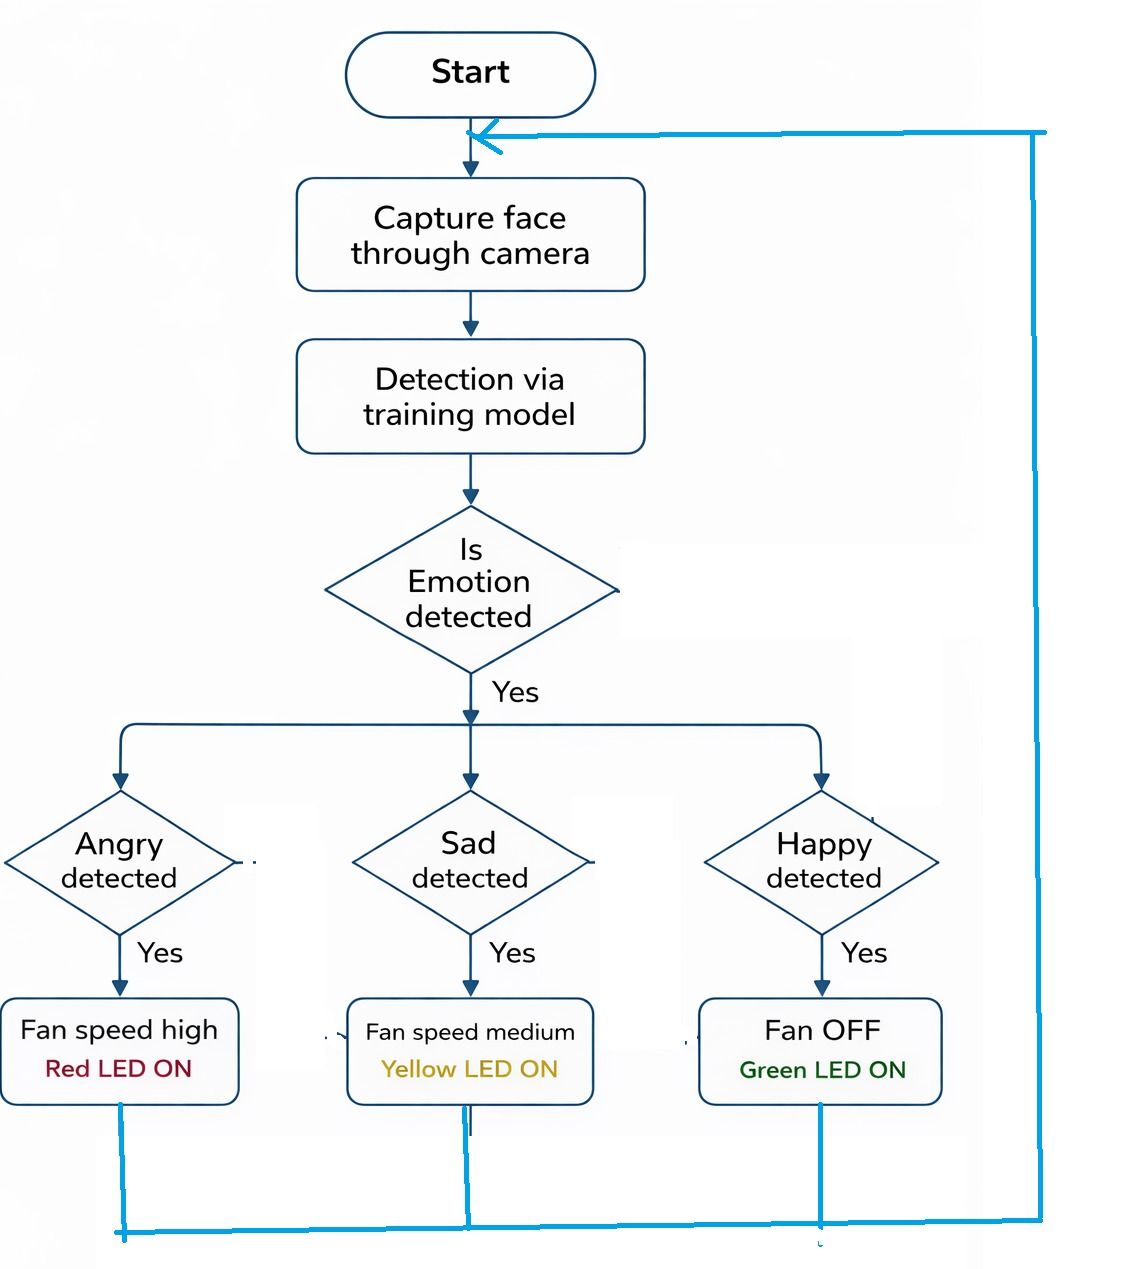 Start
Capture face
through camera
Detection via
training model
Is
Emotion
detected
Yes
Angry
detected
Sad
detected
Happy
detected
Yes
Yes
Yes
Fan speed high
Red LED ON
Fan speed medium
Yellow LED ON
Fan OFF
Green LED ON